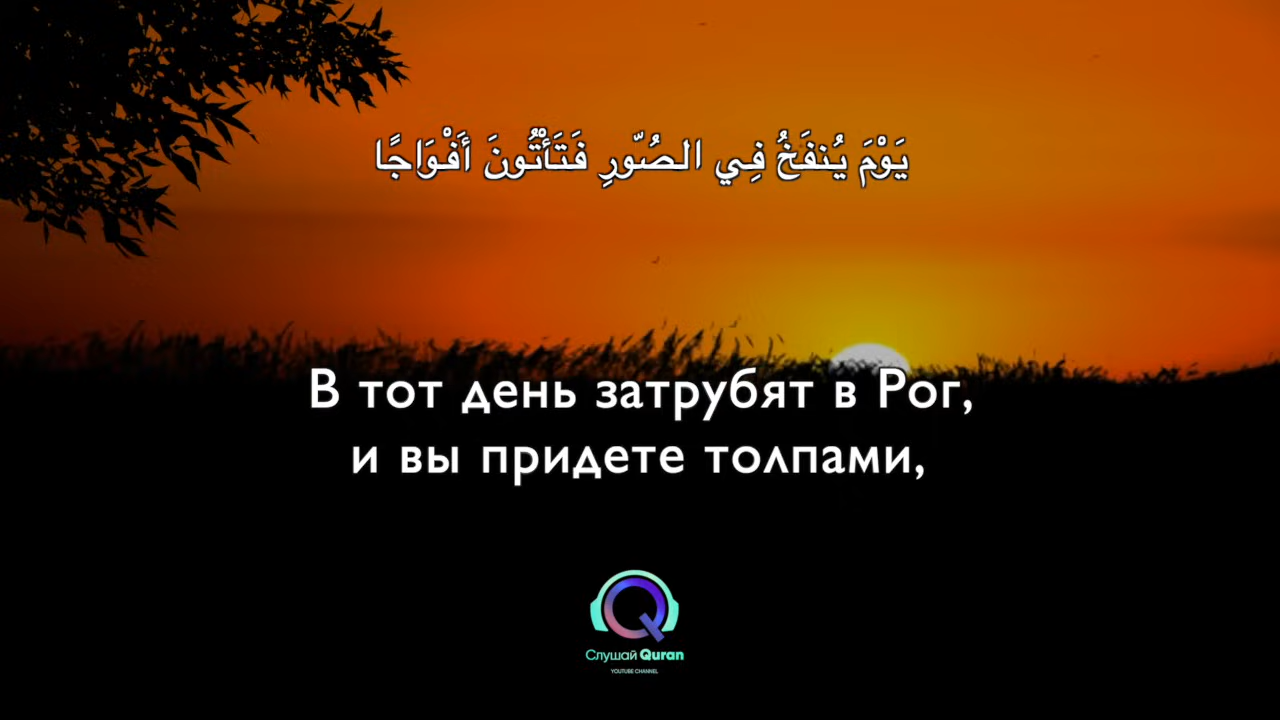 يَوْمَ يُنفَخُ فِي الصُّورِ فَتَأْتُونَ أَفْوَاجًا
В тот день затрубят в Рог,
и вы придете толпами,
Слушай Quran
YOUTUBE CHANNEL